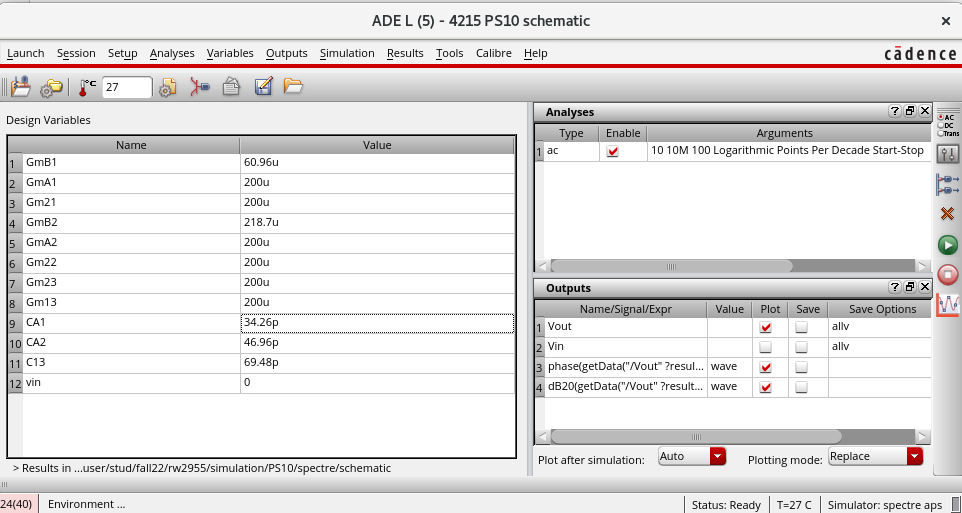 ADE L (5) - 4215 PS10 schematic
×
Launch Session Setup Analyses Variables Outputs Simulation Results Tools Calibre Help
cādence
°C 27
Design Variables
Name Value
1 GmB1 60.96u
2 GmA1 200u
3 Gm21 200u
4 GmB2 218.7u
5 GmA2 200u
6 Gm22 200u
7 Gm23 200u
8 Gm13 200u
9 CA1 34.26p
10 CA2 46.96p
11 C13 69.48p
12 vin 0
> Results in ...user/stud/fall22/rw2955/simulation/PS10/spectre/schematic
Analyses
Type Enable Arguments
1 ac 10 10M 100 Logarithmic Points Per Decade Start-Stop
Outputs
Name/Signal/Expr Value Plot Save Save Options
1 Vout allv
2 Vin allv
3 phase(getData("/Vout" ?resul... wave
4 dB20(getData("/Vout" ?result... wave
Plot after simulation: Auto Plotting mode: Replace
AC
DC
Trans
24(40) Environment ... Status: Ready T=27 C Simulator: spectre aps